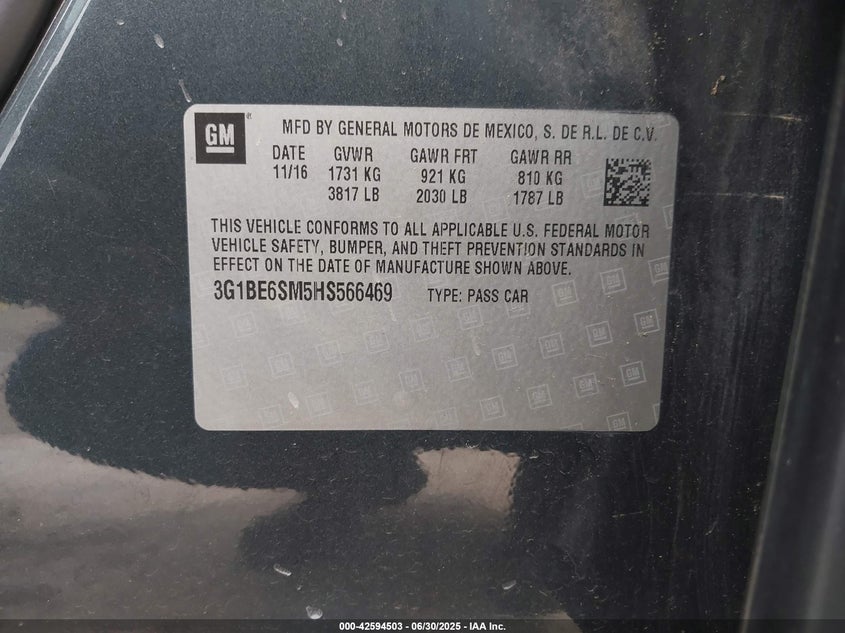 GM ® MFD BY GENERAL MOTORS DE MEXICO, S. DE R.L. DE C.V.
DATE GVWR GAWR FRT GAWR RR
11/16 1731 KG 921 KG 810 KG
3817 LB 2030 LB 1787 LB
THIS VEHICLE CONFORMS TO ALL APPLICABLE U.S. FEDERAL MOTOR
VEHICLE SAFETY, BUMPER, AND THEFT PREVENTION STANDARDS IN
EFFECT ON THE DATE OF MANUFACTURE SHOWN ABOVE.
3G1BE6SM5HS566469 TYPE: PASS CAR
000-42594503 - 06/30/2025 - IAA Inc.